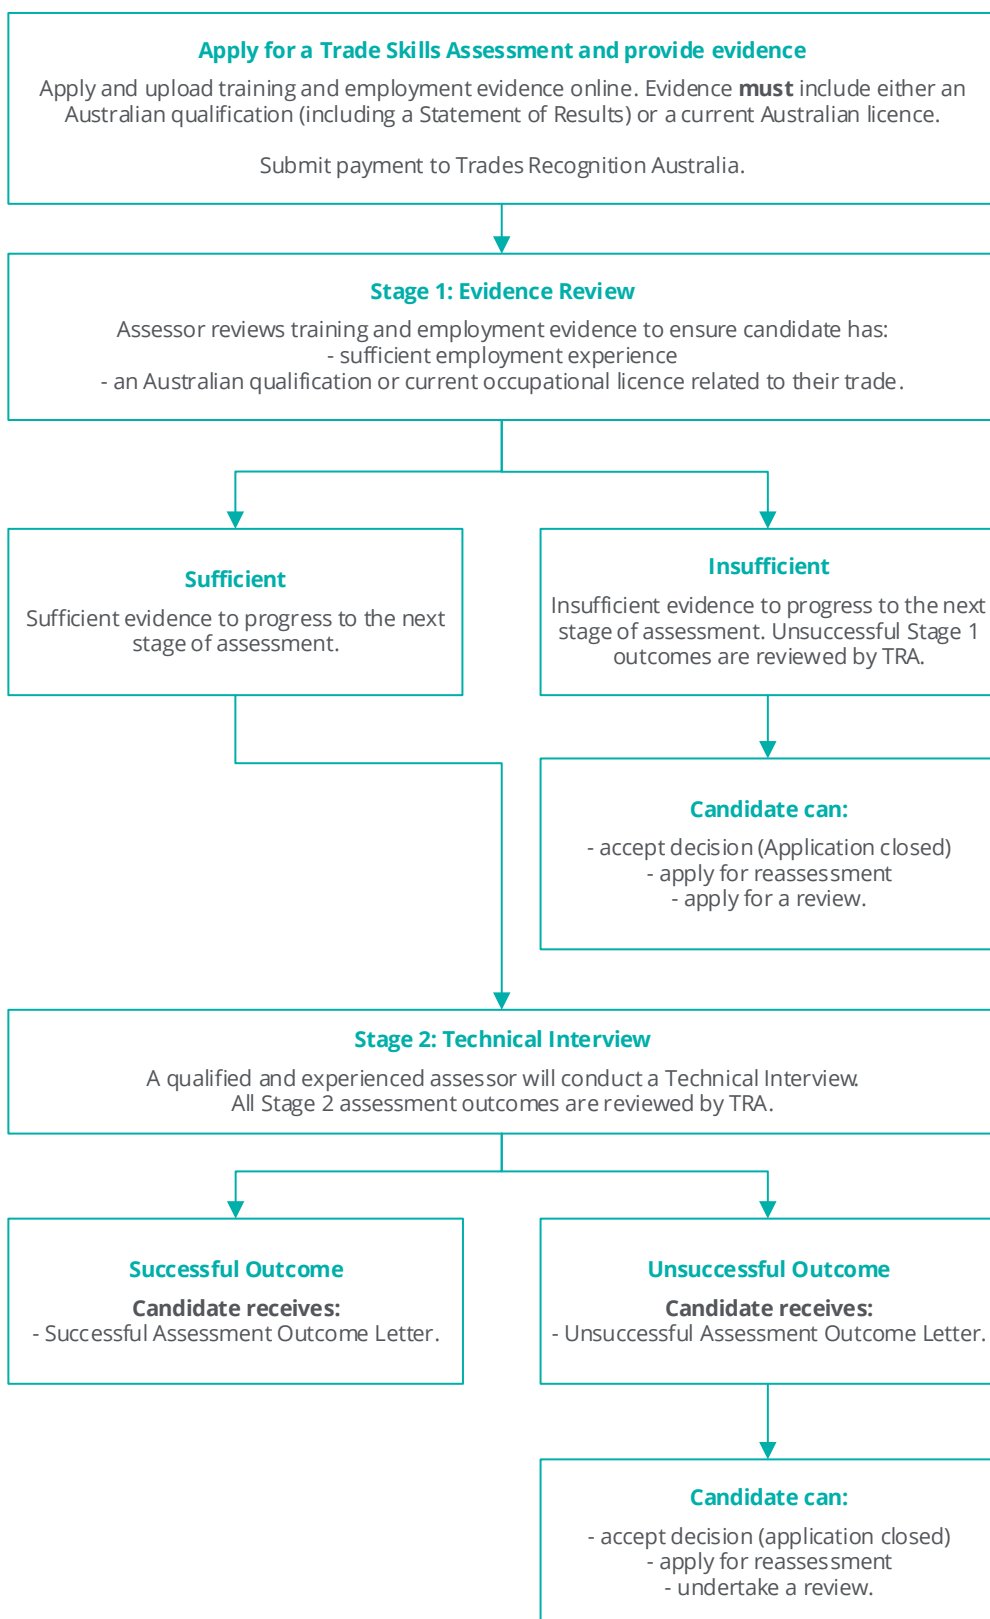 Apply for a Trade Skills Assessment and provide evidence
Apply and upload training and employment evidence online. Evidence must include either an
Australian qualification (including a Statement of Results) or a current Australian licence.
Submit payment to Trades Recognition Australia.
Stage 1: Evidence Review
Assessor reviews training and employment evidence to ensure candidate has:
- sufficient employment experience
- an Australian qualification or current occupational licence related to their trade.
Sufficient
Sufficient evidence to progress to the next
stage of assessment.
Insufficient
Insufficient evidence to progress to the next
stage of assessment. Unsuccessful Stage 1
outcomes are reviewed by TRA.
Candidate can:
- accept decision (Application closed)
- apply for reassessment
- apply for a review.
Stage 2: Technical Interview
A qualified and experienced assessor will conduct a Technical Interview.
All Stage 2 assessment outcomes are reviewed by TRA.
Successful Outcome
Candidate receives:
- Successful Assessment Outcome Letter.
Unsuccessful Outcome
Candidate receives:
- Unsuccessful Assessment Outcome Letter.
Candidate can:
- accept decision (application closed)
- apply for reassessment
- undertake a review.